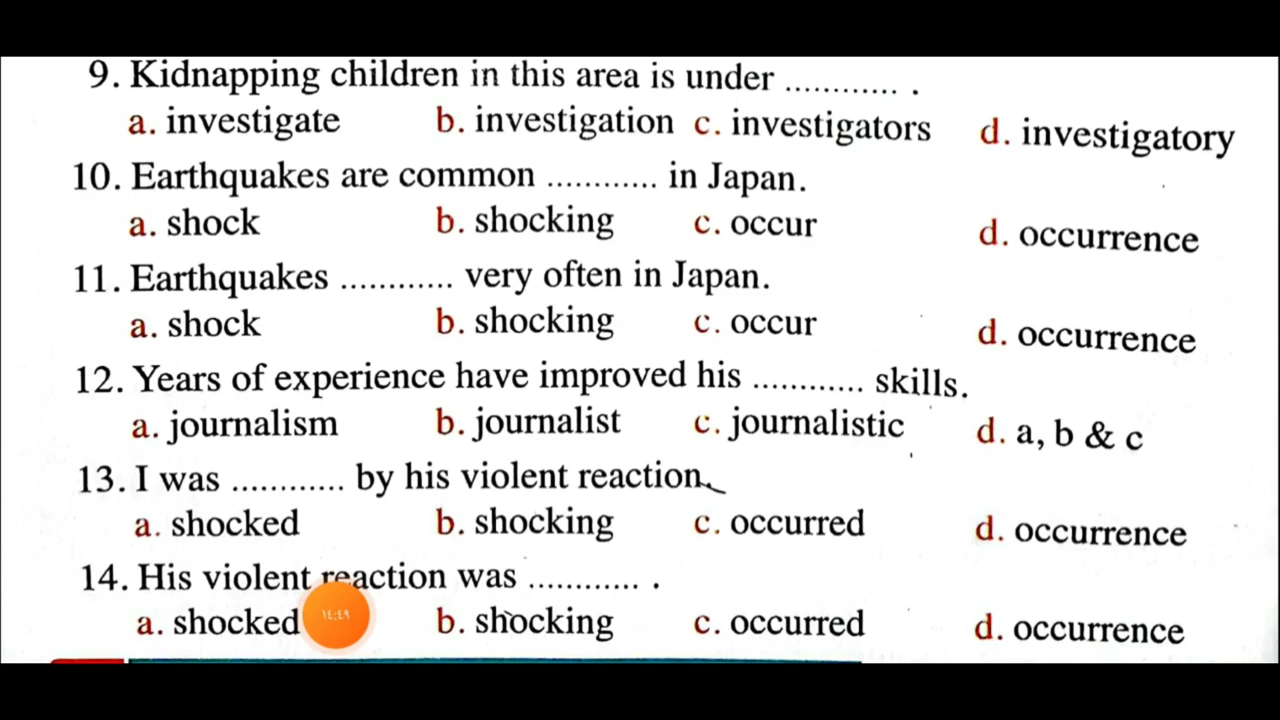 9. Kidnapping children in this area is under ............ .
a. investigate b. investigation c. investigators d. investigatory
10. Earthquakes are common ............ in Japan.
a. shock b. shocking c. occur d. occurrence
11. Earthquakes ............ very often in Japan.
a. shock b. shocking c. occur d. occurrence
12. Years of experience have improved his ............ skills.
a. journalism b. journalist c. journalistic d. a, b & c
13. I was ............ by his violent reaction.
a. shocked b. shocking c. occurred d. occurrence
14. His violent reaction was ............ .
١٤:٤٩
a. shocked b. shocking c. occurred d. occurrence